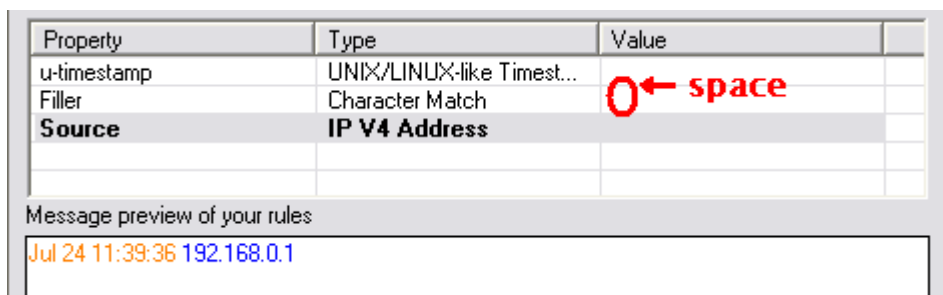 Property Type Value
u-timestamp UNIX/LINUX-like Timest...
Filler Character Match space
Source IP V4 Address
Message preview of your rules
Jul 24 11:39:36 192.168.0.1